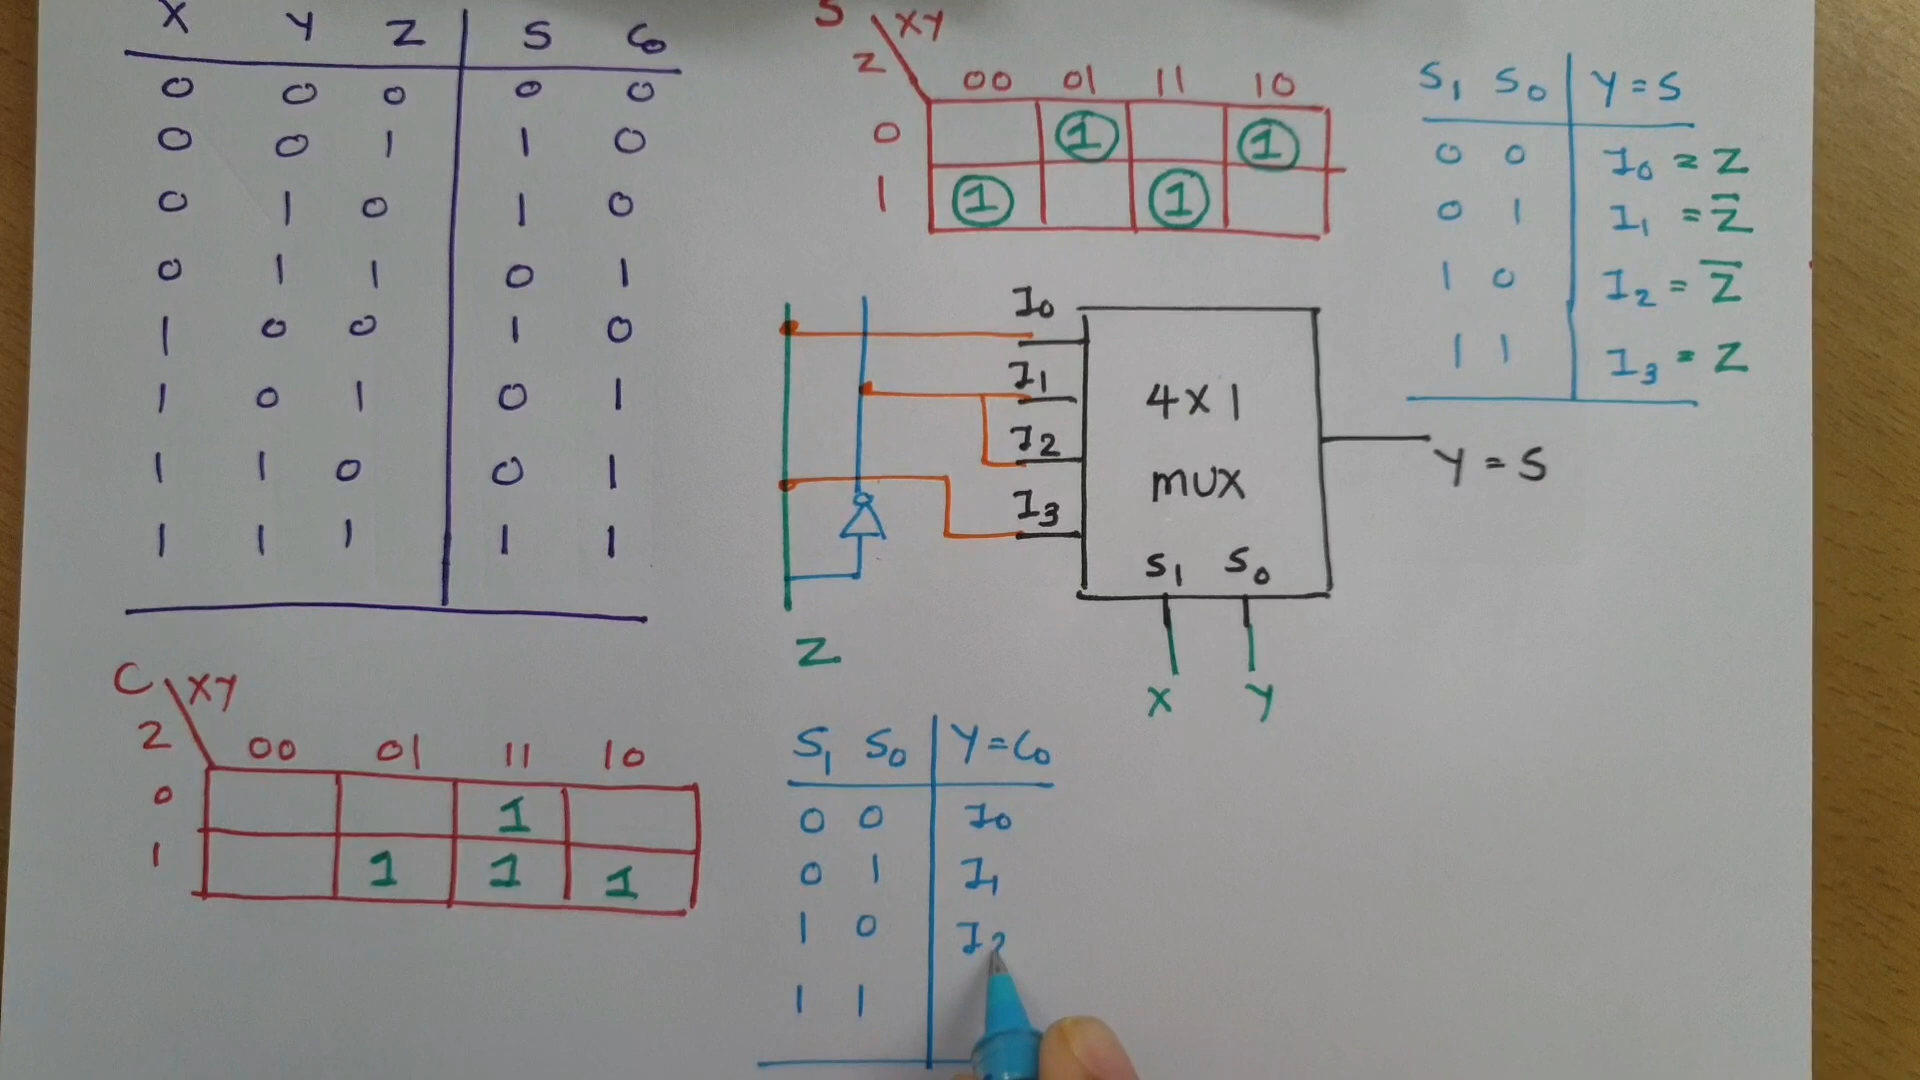 X Y Z S C0
0 0 0 0 0
0 0 1 1 0
0 1 0 1 0
0 1 1 0 1
1 0 0 1 0
1 0 1 0 1
1 1 0 0 1
1 1 1 1 1
S XY
Z 00 01 11 10
0 1 1
1 1 1
S1 S0 Y = S
0 0 I0 = Z
0 1 I1 = Z̅
1 0 I2 = Z̅
1 1 I3 = Z
I0
I1
I2
I3
4X1
MUX
S1 S0
Y = S
Z
X Y
C XY
Z 00 01 11 10
0 1
1 1 1 1
S1 S0 Y = C0
0 0 I0
0 1 I1
1 0 I2
1 1